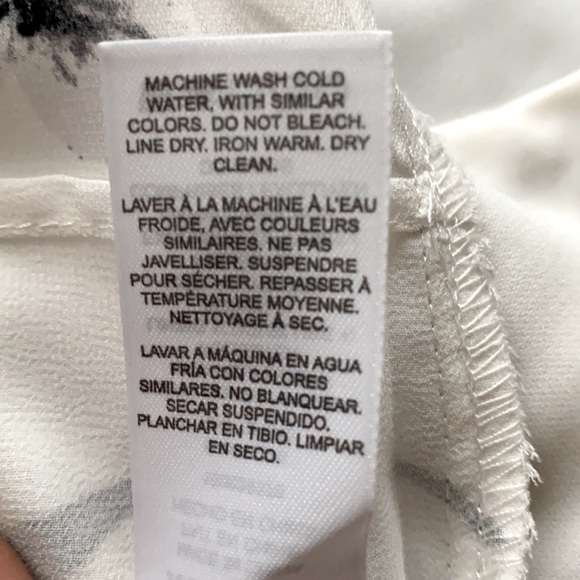 MACHINE WASH COLD
WATER, WITH SIMILAR
COLORS. DO NOT BLEACH.
LINE DRY. IRON WARM. DRY
CLEAN.
LAVER À LA MACHINE À L'EAU
FROIDE, AVEC COULEURS
SIMILAIRES. NE PAS
JAVELLISER. SUSPENDRE
POUR SÉCHER. REPASSER À
TEMPÉRATURE MOYENNE.
NETTOYAGE À SEC.
LAVAR A MÁQUINA EN AGUA
FRÍA CON COLORES
SIMILARES. NO BLANQUEAR.
SECAR SUSPENDIDO.
PLANCHAR EN TIBIO. LIMPIAR
EN SECO.